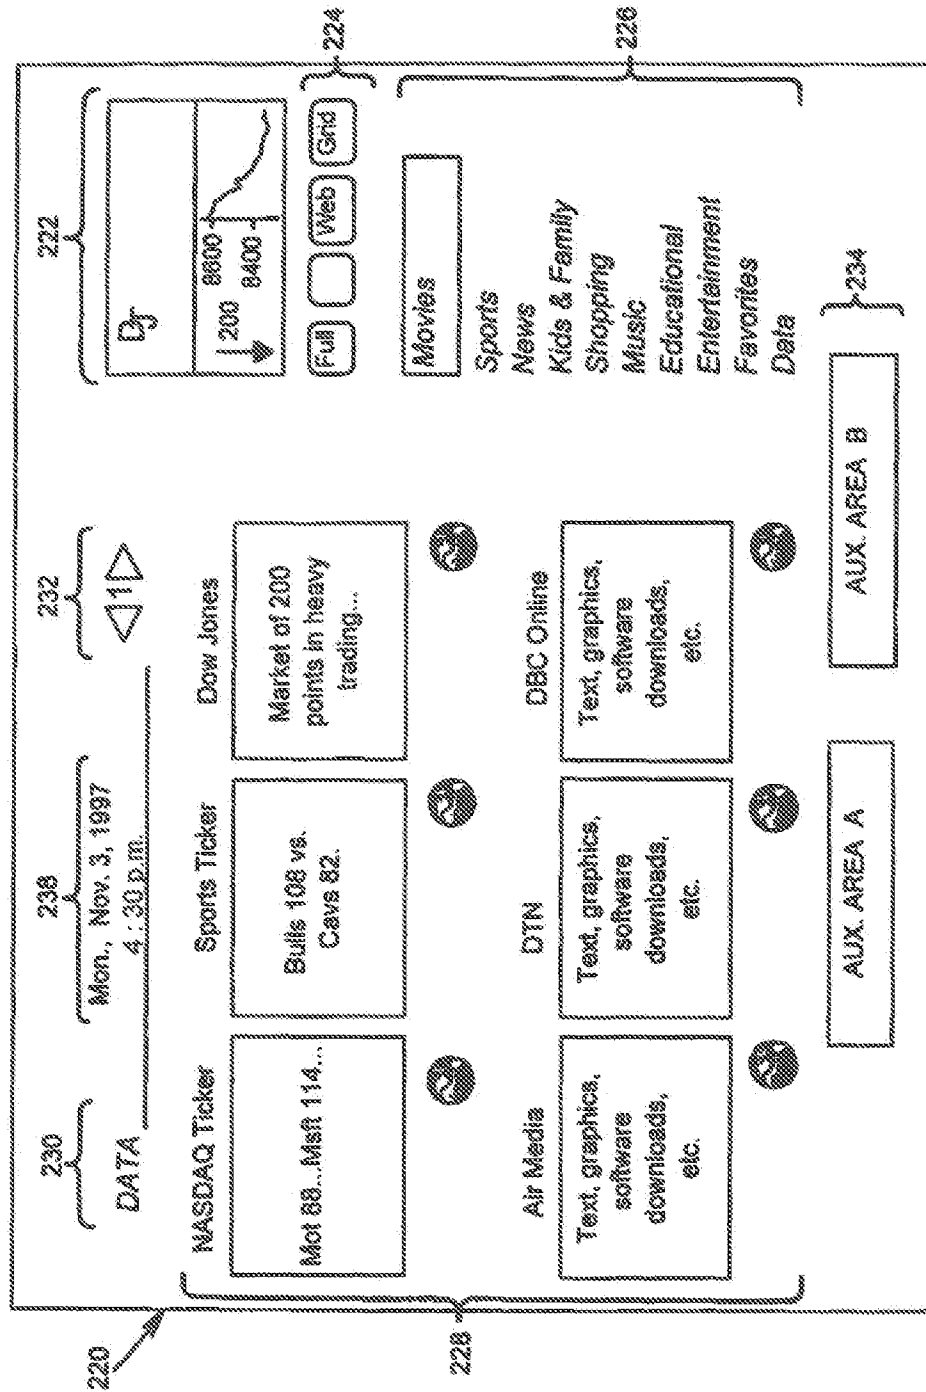 230
238
232
222
220
DATA
Mon., Nov. 3, 1997
4:30 p.m.
1
DJ
200
8600
8400
Full
Web
Grid
224
NASDAQ Ticker
Sports Ticker
Dow Jones
Mot 88...Msft 114...
Bulls 108 vs.
Cavs 82.
Market of 200
points in heavy
trading...
Movies
Sports
News
Kids & Family
Shopping
Music
Educational
Entertainment
Favorites
Data
226
228
Air Media
DTN
DBC Online
Text, graphics,
software
downloads,
etc.
Text, graphics,
software
downloads,
etc.
Text, graphics,
software
downloads,
etc.
AUX. AREA A
AUX. AREA B
234